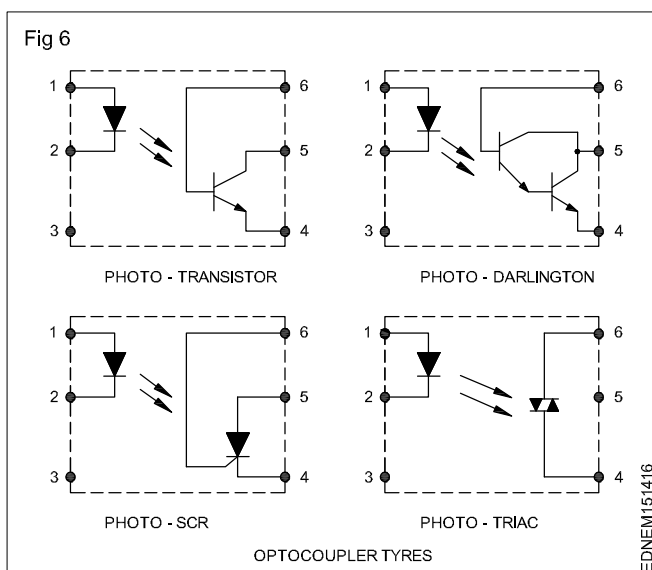 Fig 6
1 6
2 5
3 4
PHOTO - TRANSISTOR
1 6
2 5
3 4
PHOTO - DARLINGTON
1 6
2 5
3 4
PHOTO - SCR
1 6
2 5
3 4
PHOTO - TRIAC
OPTOCOUPLER TYRES
EDNEM151416